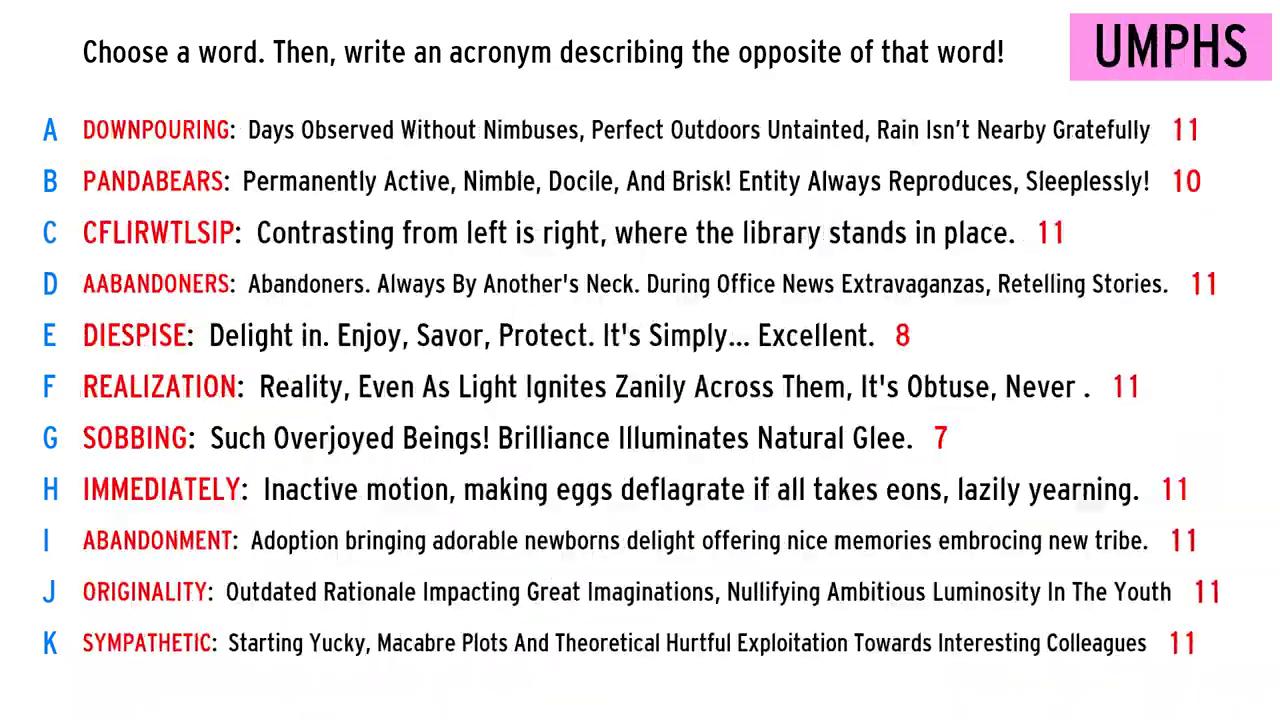 Choose a word. Then, write an acronym describing the opposite of that word!
UMPHS
A DOWNPOURING: Days Observed Without Nimbuses, Perfect Outdoors Untainted, Rain Isn't Nearby Gratefully 11
B PANDABEARS: Permanently Active, Nimble, Docile, And Brisk! Entity Always Reproduces, Sleeplessly! 10
C CFLIRWTLSIP: Contrasting from left is right, where the library stands in place. 11
D AABANDONERS: Abandoners. Always By Another's Neck. During Office News Extravaganzas, Retelling Stories. 11
E DIESPISE: Delight in. Enjoy, Savor, Protect. It's Simply... Excellent. 8
F REALIZATION: Reality, Even As Light Ignites Zanily Across Them, It's Obtuse, Never . 11
G SOBBING: Such Overjoyed Beings! Brilliance Illuminates Natural Glee. 7
H IMMEDIATELY: Inactive motion, making eggs deflagrate if all takes eons, lazily yearning. 11
I ABANDONMENT: Adoption bringing adorable newborns delight offering nice memories embrocing new tribe. 11
J ORIGINALITY: Outdated Rationale Impacting Great Imaginations, Nullifying Ambitious Luminosity In The Youth 11
K SYMPATHETIC: Starting Yucky, Macabre Plots And Theoretical Hurtful Exploitation Towards Interesting Colleagues 11